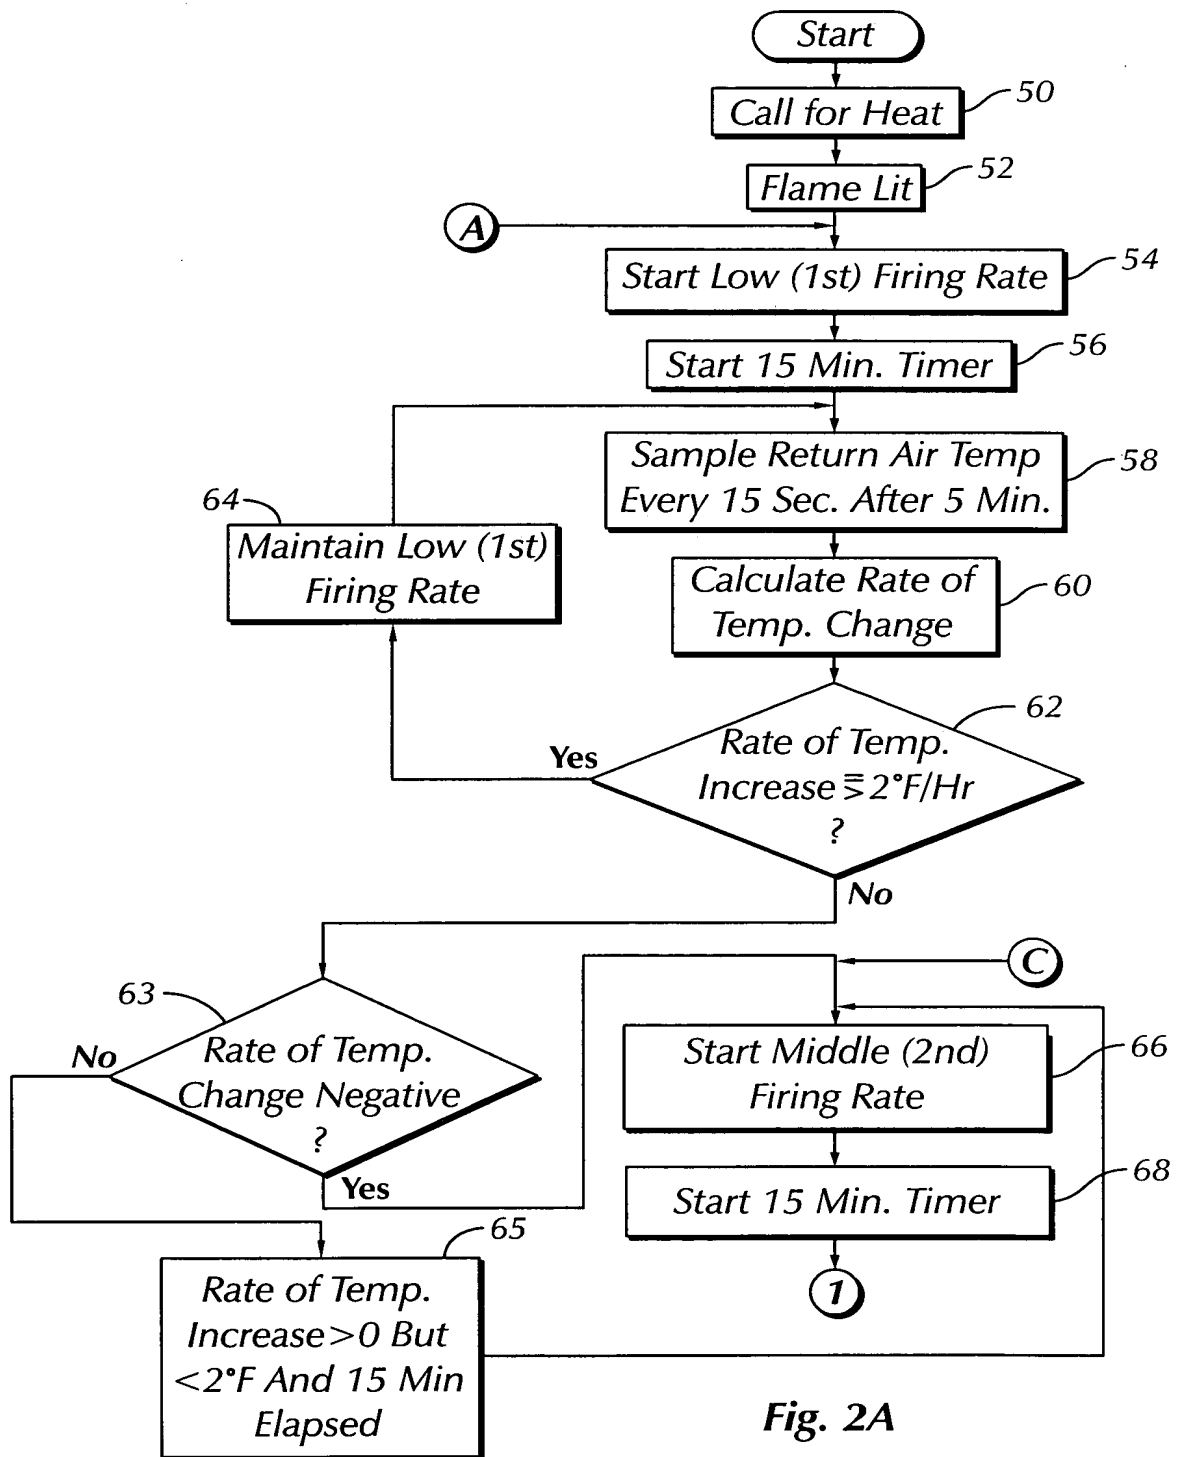 Start
Call for Heat
50
Flame Lit
52
A
Start Low (1st) Firing Rate
54
Start 15 Min. Timer
56
Sample Return Air Temp
Every 15 Sec. After 5 Min.
58
64
Maintain Low (1st)
Firing Rate
Calculate Rate of
Temp. Change
60
62
Rate of Temp.
Increase ≧ 2°F/Hr
?
Yes
No
C
63
Rate of Temp.
Change Negative
?
No
Yes
Start Middle (2nd)
Firing Rate
66
Start 15 Min. Timer
68
1
65
Rate of Temp.
Increase>0 But
<2°F And 15 Min
Elapsed
Fig. 2A